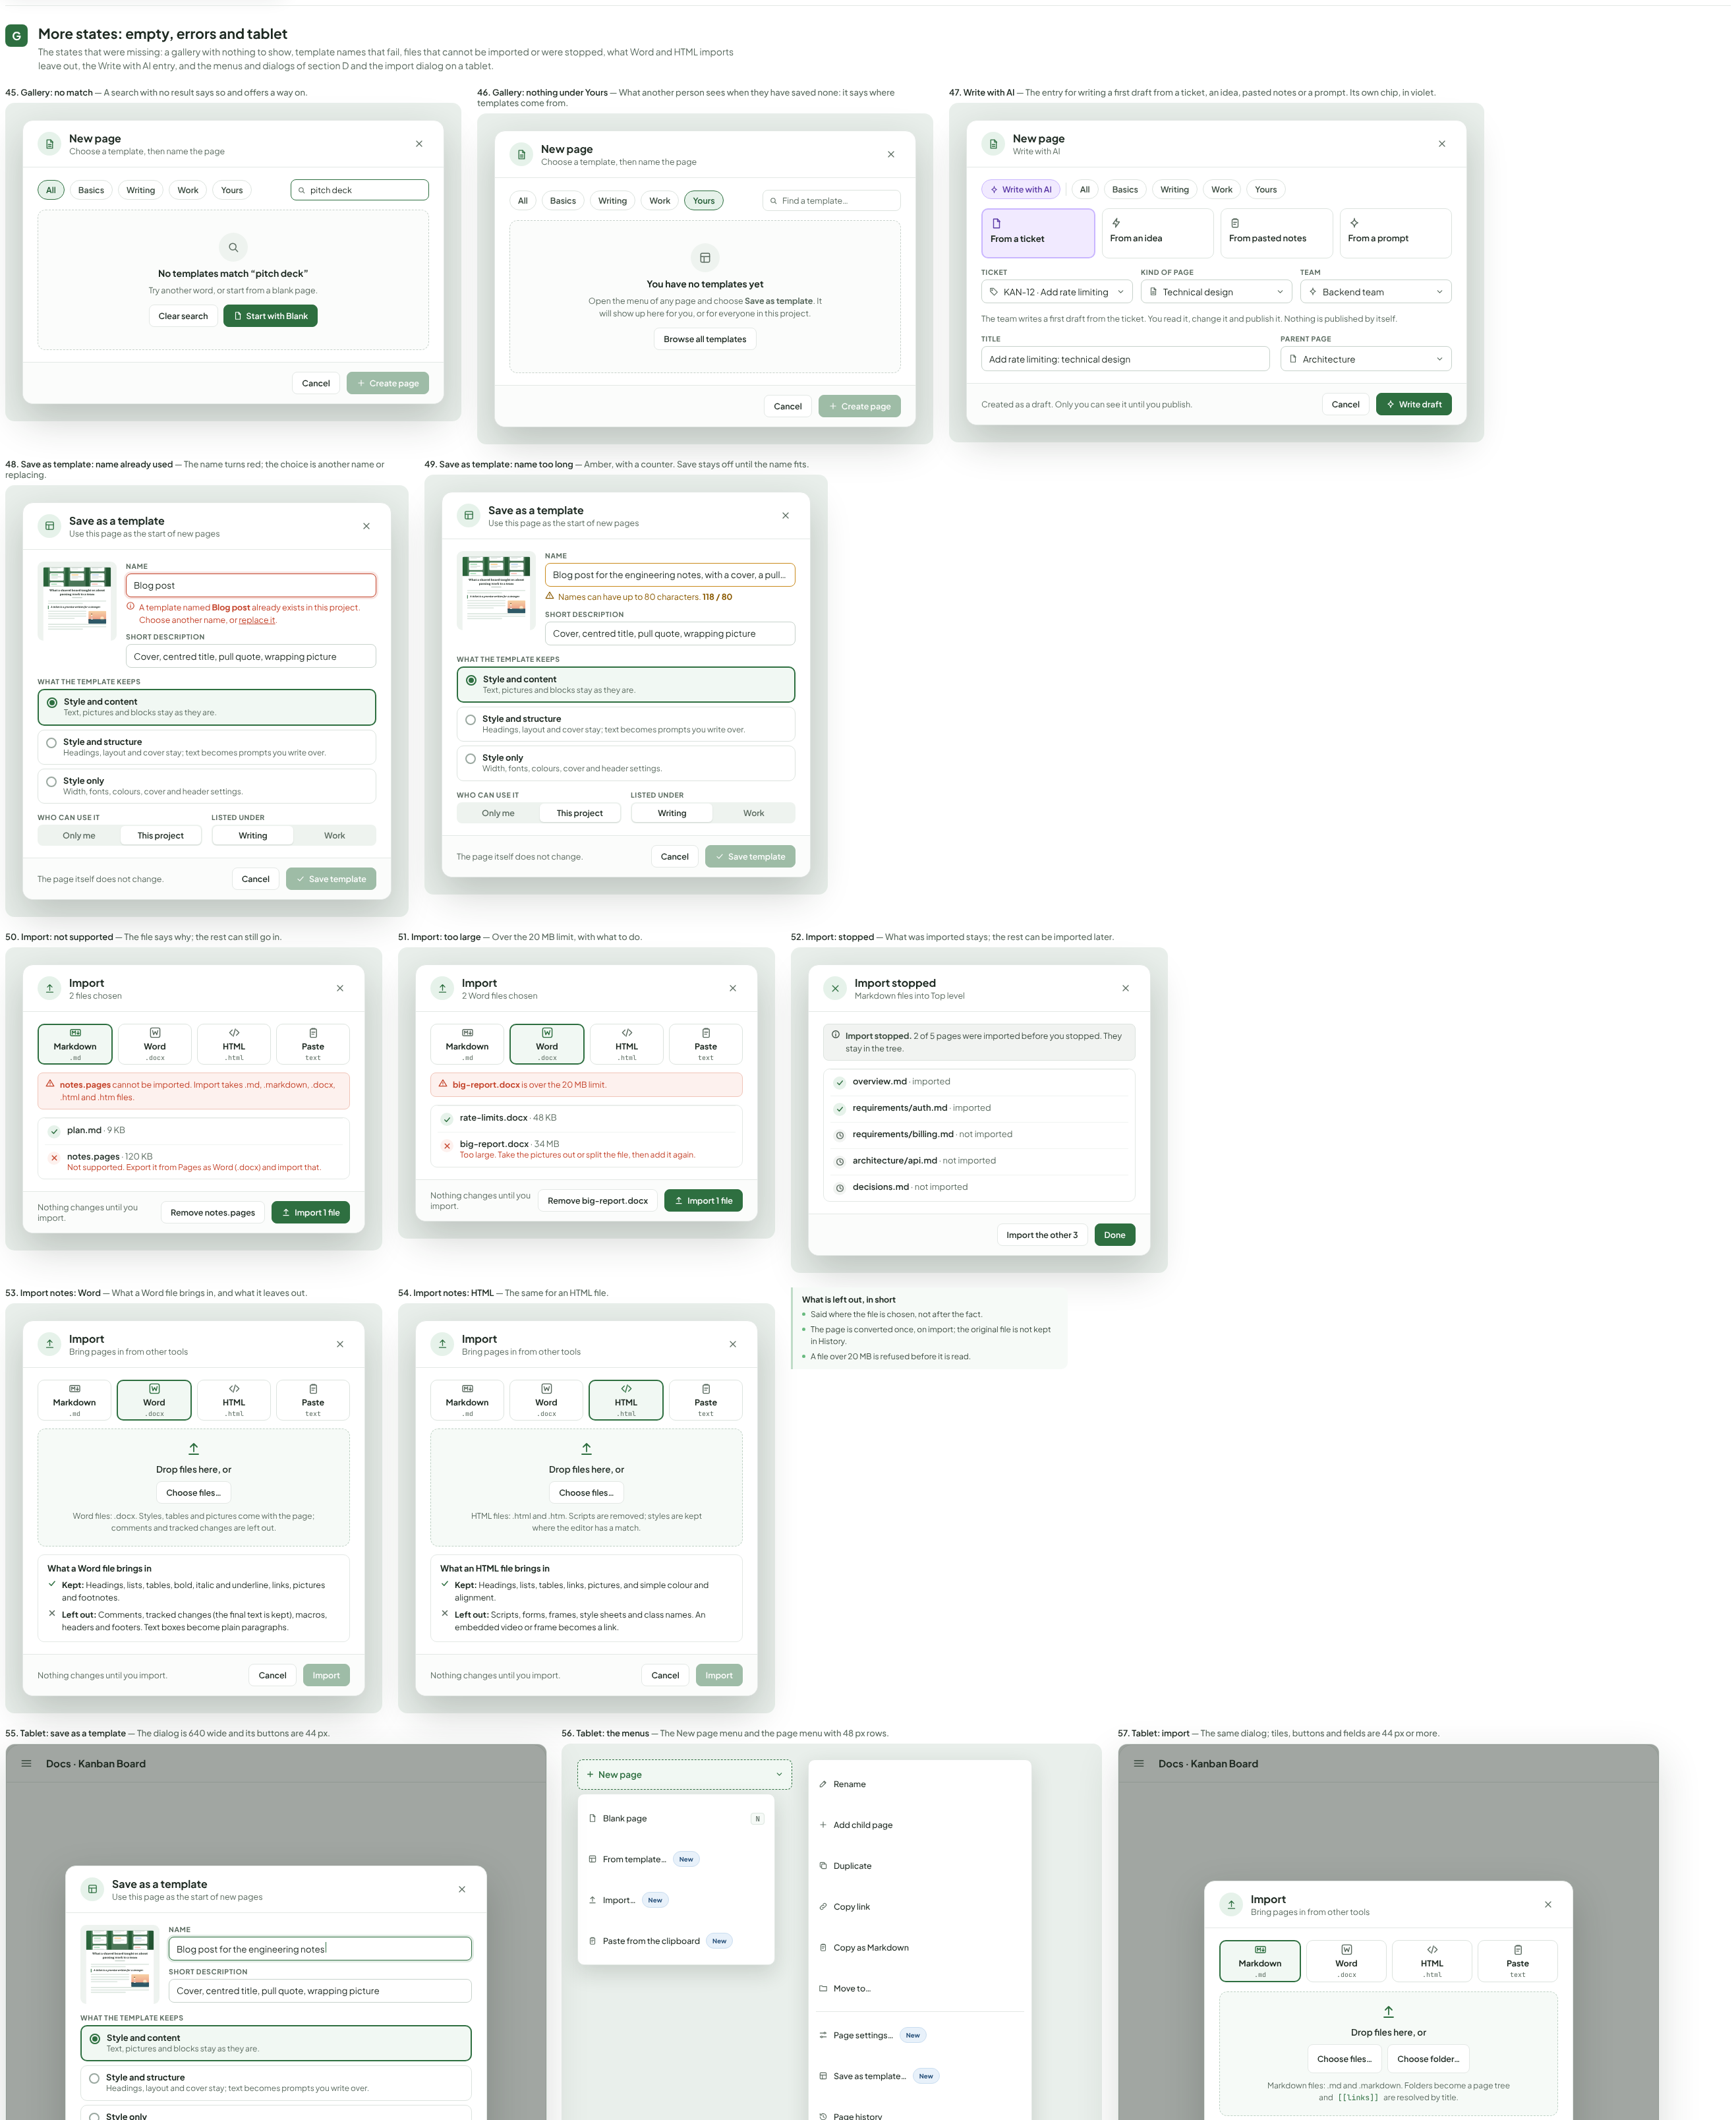 G
More states: empty, errors and tablet
The states that were missing: a gallery with nothing to show, template names that fail, files that cannot be imported or were stopped, what Word and HTML imports
leave out, the Write with AI entry, and the menus and dialogs of section D and the import dialog on a tablet.
45. Gallery: no match — A search with no result says so and offers a way on.
New page
Choose a template, then name the page
All
Basics
Writing
Work
Yours
pitch deck
No templates match “pitch deck”
Try another word, or start from a blank page.
Clear search
Start with Blank
Cancel
Create page
46. Gallery: nothing under Yours — What another person sees when they have saved none: it says where
templates come from.
New page
Choose a template, then name the page
All
Basics
Writing
Work
Yours
Find a template…
You have no templates yet
Open the menu of any page and choose Save as template. It
will show up here for you, or for everyone in this project.
Browse all templates
Cancel
Create page
47. Write with AI — The entry for writing a first draft from a ticket, an idea, pasted notes or a prompt. Its own chip, in violet.
New page
Write with AI
Write with AI
All
Basics
Writing
Work
Yours
From a ticket
From an idea
From pasted notes
From a prompt
TICKET
KIND OF PAGE
TEAM
KAN-12 · Add rate limiting
Technical design
Backend team
The team writes a first draft from the ticket. You read it, change it and publish it. Nothing is published by itself.
TITLE
PARENT PAGE
Add rate limiting: technical design
Architecture
Created as a draft. Only you can see it until you publish.
Cancel
Write draft
48. Save as template: name already used — The name turns red; the choice is another name or
replacing.
Save as a template
Use this page as the start of new pages
NAME
Blog post
A template named Blog post already exists in this project.
Choose another name, or replace it.
SHORT DESCRIPTION
Cover, centred title, pull quote, wrapping picture
WHAT THE TEMPLATE KEEPS
Style and content
Text, pictures and blocks stay as they are.
Style and structure
Headings, layout and cover stay; text becomes prompts you write over.
Style only
Width, fonts, colours, cover and header settings.
WHO CAN USE IT
LISTED UNDER
Only me
This project
Writing
Work
The page itself does not change.
Cancel
Save template
49. Save as template: name too long — Amber, with a counter. Save stays off until the name fits.
Save as a template
Use this page as the start of new pages
NAME
Blog post for the engineering notes, with a cover, a pull…
Names can have up to 80 characters. 118 / 80
SHORT DESCRIPTION
Cover, centred title, pull quote, wrapping picture
WHAT THE TEMPLATE KEEPS
Style and content
Text, pictures and blocks stay as they are.
Style and structure
Headings, layout and cover stay; text becomes prompts you write over.
Style only
Width, fonts, colours, cover and header settings.
WHO CAN USE IT
LISTED UNDER
Only me
This project
Writing
Work
The page itself does not change.
Cancel
Save template
50. Import: not supported — The file says why; the rest can still go in.
Import
2 files chosen
Markdown
.md
Word
.docx
HTML
.html
Paste
text
notes.pages cannot be imported. Import takes .md, .markdown, .docx,
.html and .htm files.
plan.md · 9 KB
notes.pages · 120 KB
Not supported. Export it from Pages as Word (.docx) and import that.
Nothing changes until you
import.
Remove notes.pages
Import 1 file
51. Import: too large — Over the 20 MB limit, with what to do.
Import
2 Word files chosen
Markdown
.md
Word
.docx
HTML
.html
Paste
text
big-report.docx is over the 20 MB limit.
rate-limits.docx · 48 KB
big-report.docx · 34 MB
Too large. Take the pictures out or split the file, then add it again.
Nothing changes until you
import.
Remove big-report.docx
Import 1 file
52. Import: stopped — What was imported stays; the rest can be imported later.
Import stopped
Markdown files into Top level
Import stopped. 2 of 5 pages were imported before you stopped. They
stay in the tree.
overview.md · imported
requirements/auth.md · imported
requirements/billing.md · not imported
architecture/api.md · not imported
decisions.md · not imported
Import the other 3
Done
53. Import notes: Word — What a Word file brings in, and what it leaves out.
Import
Bring pages in from other tools
Markdown
.md
Word
.docx
HTML
.html
Paste
text
Drop files here, or
Choose files…
Word files: .docx. Styles, tables and pictures come with the page;
comments and tracked changes are left out.
What a Word file brings in
Kept: Headings, lists, tables, bold, italic and underline, links, pictures
and footnotes.
Left out: Comments, tracked changes (the final text is kept), macros,
headers and footers. Text boxes become plain paragraphs.
Nothing changes until you import.
Cancel
Import
54. Import notes: HTML — The same for an HTML file.
Import
Bring pages in from other tools
Markdown
.md
Word
.docx
HTML
.html
Paste
text
Drop files here, or
Choose files…
HTML files: .html and .htm. Scripts are removed; styles are kept
where the editor has a match.
What an HTML file brings in
Kept: Headings, lists, tables, links, pictures, and simple colour and
alignment.
Left out: Scripts, forms, frames, style sheets and class names. An
embedded video or frame becomes a link.
Nothing changes until you import.
Cancel
Import
What is left out, in short
Said where the file is chosen, not after the fact.
The page is converted once, on import; the original file is not kept
in History.
A file over 20 MB is refused before it is read.
55. Tablet: save as a template — The dialog is 640 wide and its buttons are 44 px.
Docs · Kanban Board
Save as a template
Use this page as the start of new pages
NAME
Blog post for the engineering notes
SHORT DESCRIPTION
Cover, centred title, pull quote, wrapping picture
WHAT THE TEMPLATE KEEPS
Style and content
Text, pictures and blocks stay as they are.
Style and structure
Headings, layout and cover stay; text becomes prompts you write over.
Style only
56. Tablet: the menus — The New page menu and the page menu with 48 px rows.
New page
Blank page
N
From template… New
Import… New
Paste from the clipboard New
Rename
Add child page
Duplicate
Copy link
Copy as Markdown
Move to…
Page settings… New
Save as template… New
Page history
57. Tablet: import — The same dialog; tiles, buttons and fields are 44 px or more.
Docs · Kanban Board
Import
Bring pages in from other tools
Markdown
.md
Word
.docx
HTML
.html
Paste
text
Drop files here, or
Choose files…
Choose folder…
Markdown files: .md and .markdown. Folders become a page tree
and [[links]] are resolved by title.